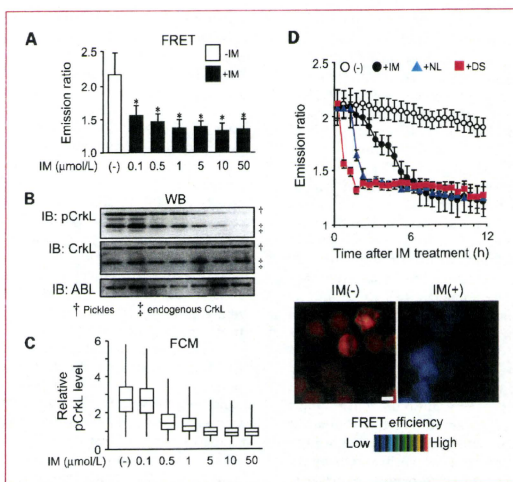 A
FRET
-IM
+IM
Emission ratio
2.5
2.0
1.5
1.0
*
*
*
*
*
*
IM (μmol/L) (-) 0.1 0.5 1 5 10 50
B
WB
IB: pCrkL
†
‡
IB: CrkL
†
‡
IB: ABL
† Pickles ‡ endogenous CrkL
C
FCM
Relative
pCrkL level
6
4
2
0
IM (μmol/L) (-) 0.1 0.5 1 5 10 50
D
(-) +IM +NL +DS
Emission ratio
2.5
2
1.5
1
0 4 8 12
Time after IM treatment (h)
IM(-) IM(+)
FRET efficiency
Low High